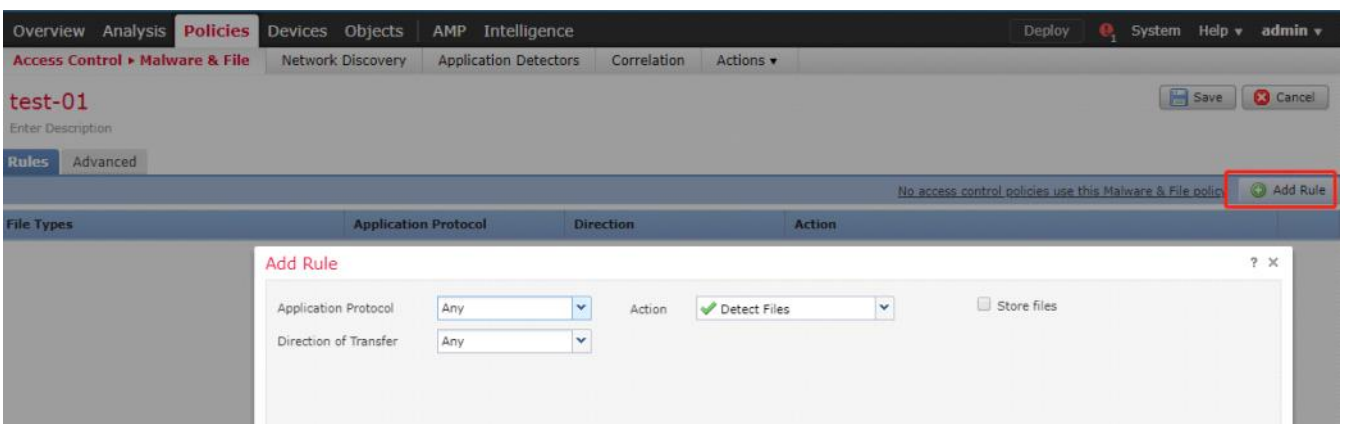 Overview Analysis Policies Devices Objects AMP Intelligence Deploy 1 System Help admin
Access Control ▸ Malware & File Network Discovery Application Detectors Correlation Actions
test-01 Save Cancel
Enter Description
Rules Advanced
No access control policies use this Malware & File policy Add Rule
File Types Application Protocol Direction Action
Add Rule ? ×
Application Protocol Any Action Detect Files Store files
Direction of Transfer Any